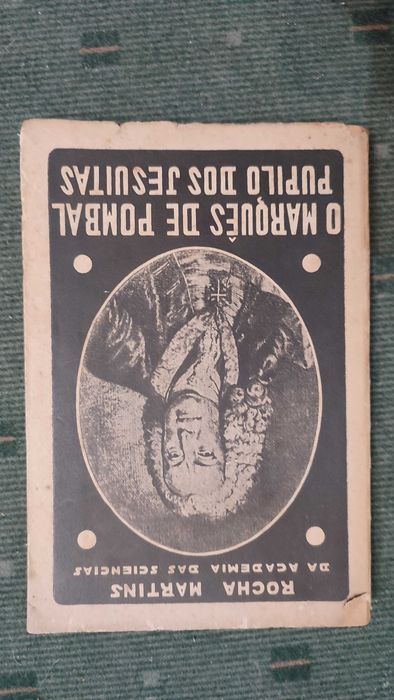 ROCHA MARTINS
DA ACADEMIA DAS SCIENCIAS
O MARQUÊS DE POMBAL
PUPILO DOS JESUITAS